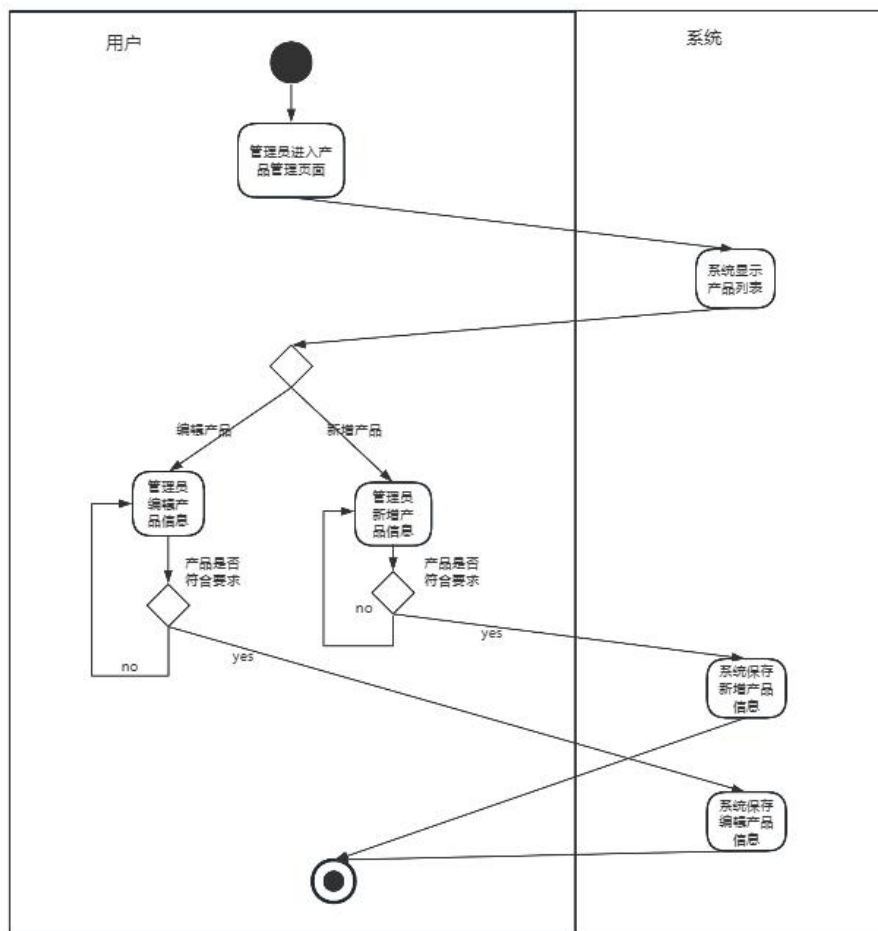 用户
系统
管理员进入产
品管理页面
系统显示
产品列表
编辑产品
新增产品
管理员
编辑产
品信息
管理员
新增产
品信息
产品是否
符合要求
产品是否
符合要求
no
yes
no
yes
系统保存
新增产品
信息
系统保存
编辑产品
信息